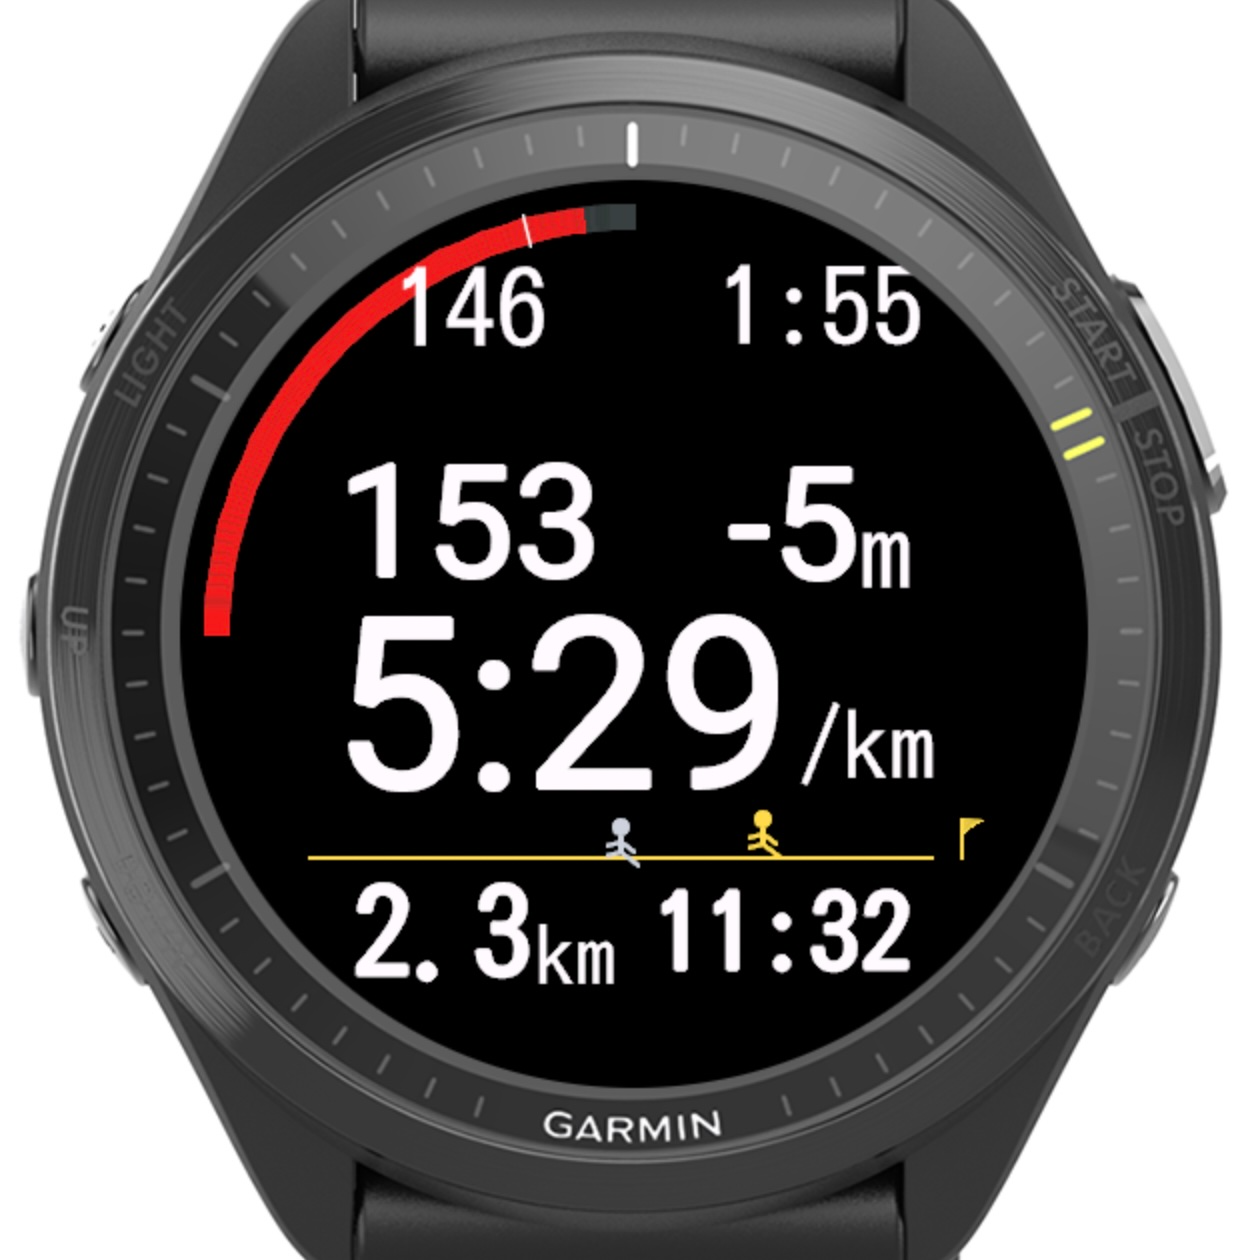 LIGHT
START
STOP
UP
BACK
146 1:55
153 -5m
5:29 /km
2.3km 11:32
GARMIN